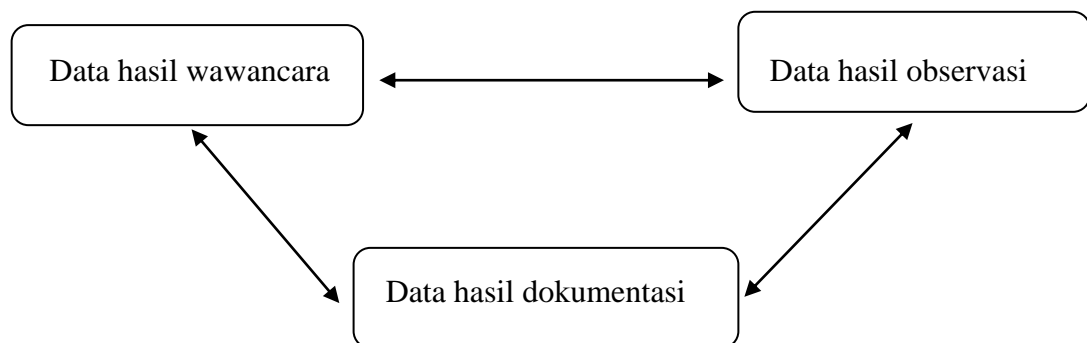 Data hasil wawancara
Data hasil observasi
Data hasil dokumentasi